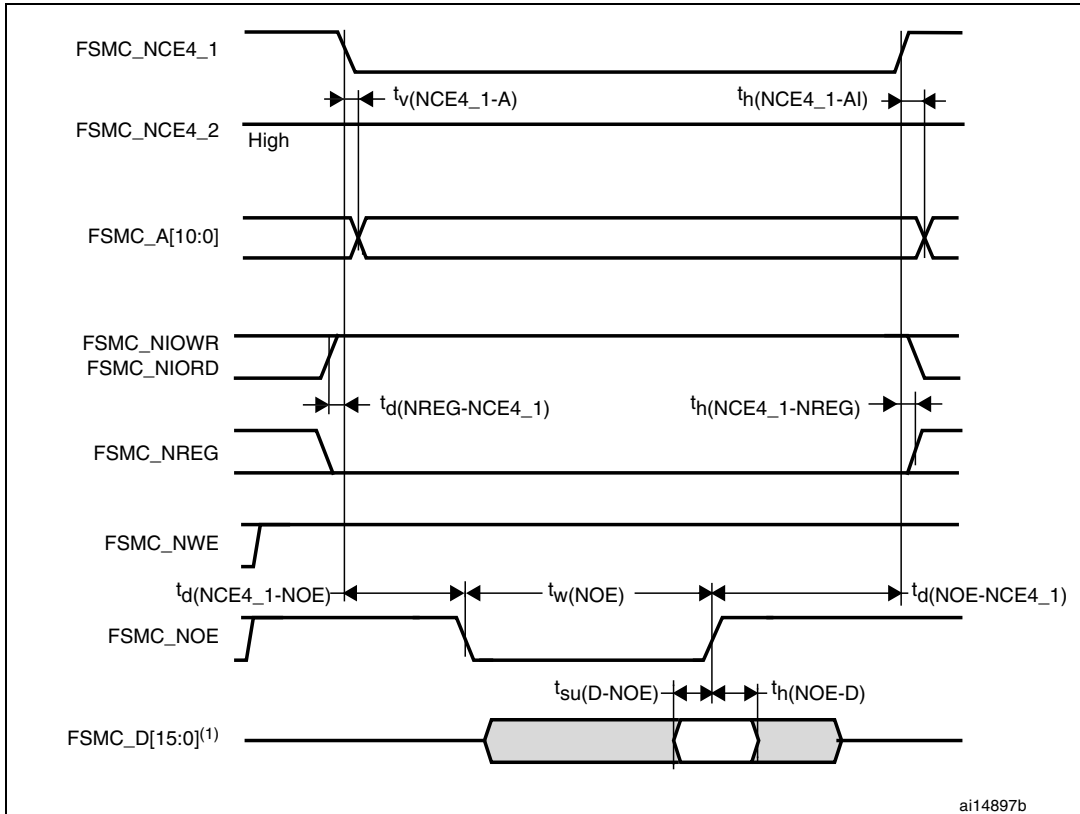 FSMC_NCE4_1
tv(NCE4_1-A)
th(NCE4_1-AI)
FSMC_NCE4_2
High
FSMC_A[10:0]
FSMC_NIOWR
FSMC_NIORD
td(NREG-NCE4_1)
th(NCE4_1-NREG)
FSMC_NREG
FSMC_NWE
td(NCE4_1-NOE)
tw(NOE)
td(NOE-NCE4_1)
FSMC_NOE
tsu(D-NOE)
th(NOE-D)
FSMC_D[15:0](1)
ai14897b